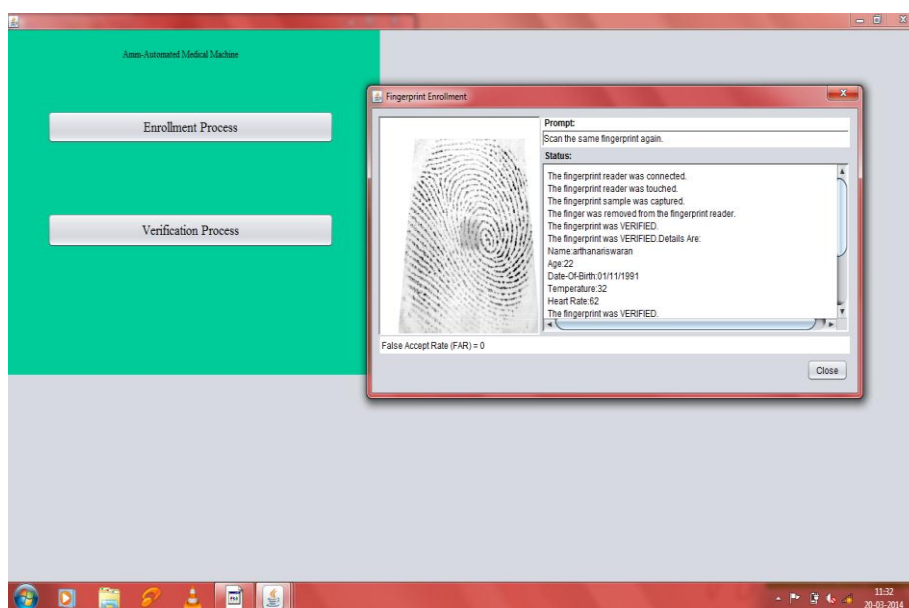 Amm-Automated Medical Machine
Enrollment Process
Verification Process
Fingerprint Enrollment
Prompt:
Scan the same fingerprint again.
Status:
The fingerprint reader was connected.
The fingerprint reader was touched.
The fingerprint sample was captured.
The finger was removed from the fingerprint reader.
The fingerprint was VERIFIED.
The fingerprint was VERIFIED.Details Are:
Name:arthanariswaran
Age:22
Date-Of-Birth:01/11/1991
Temperature:32
Heart Rate:62
The fingerprint was VERIFIED.
False Accept Rate (FAR) = 0
Close
11:32
20-03-2014